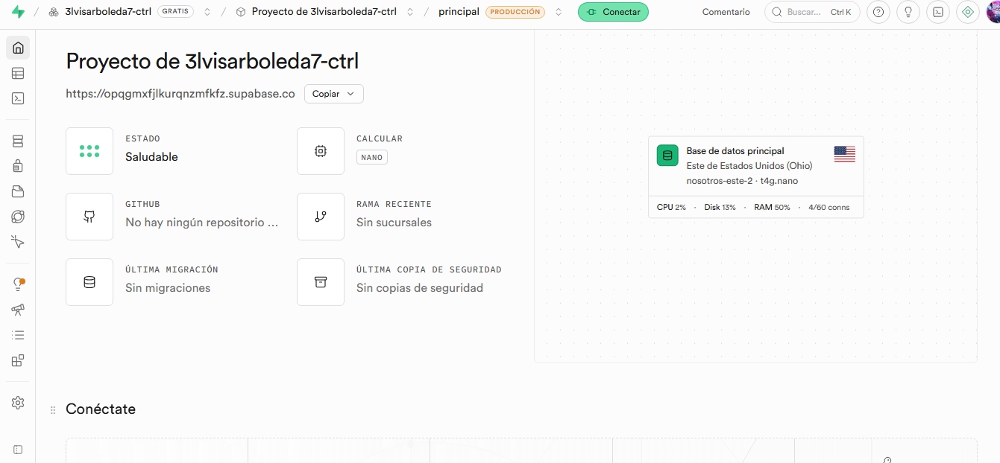 3lvisarboleda7-ctrl GRATIS / Proyecto de 3lvisarboleda7-ctrl / principal PRODUCCIÓN Conectar Comentario Buscar... Ctrl K
Proyecto de 3lvisarboleda7-ctrl
https://opqgmxfjlkurqnzmfkfz.supabase.co Copiar
ESTADO
Saludable
CALCULAR
NANO
GITHUB
No hay ningún repositorio ...
RAMA RECIENTE
Sin sucursales
ÚLTIMA MIGRACIÓN
Sin migraciones
ÚLTIMA COPIA DE SEGURIDAD
Sin copias de seguridad
Base de datos principal
Este de Estados Unidos (Ohio)
nosotros-este-2 · t4g.nano
CPU 2% · Disk 13% · RAM 50% · 4/60 conns
Conéctate